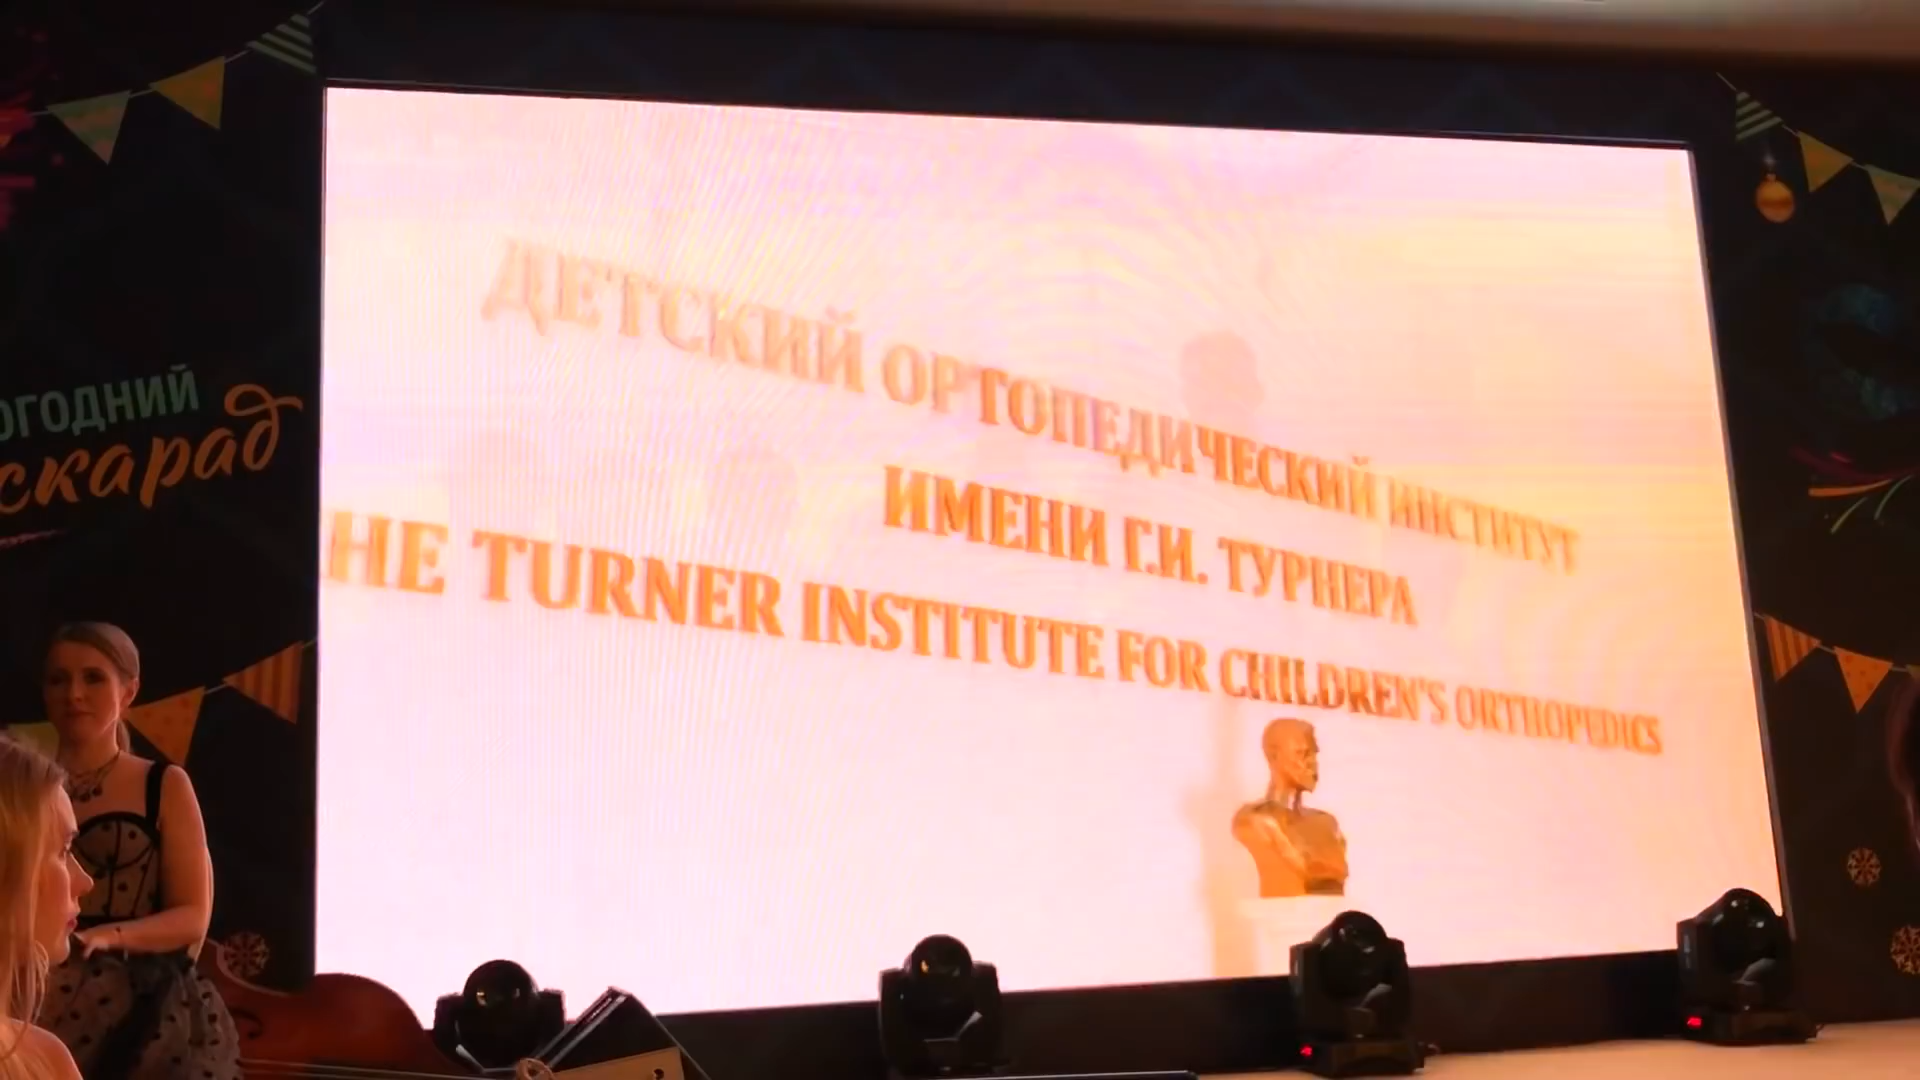 ДЕТСКИЙ ОРТОПЕДИЧЕСКИЙ ИНСТИТУТ
ИМЕНИ Г.И. ТУРНЕРА
HE TURNER INSTITUTE FOR CHILDREN'S ORTHOPEDICS
ОГОДНИЙ
скарад